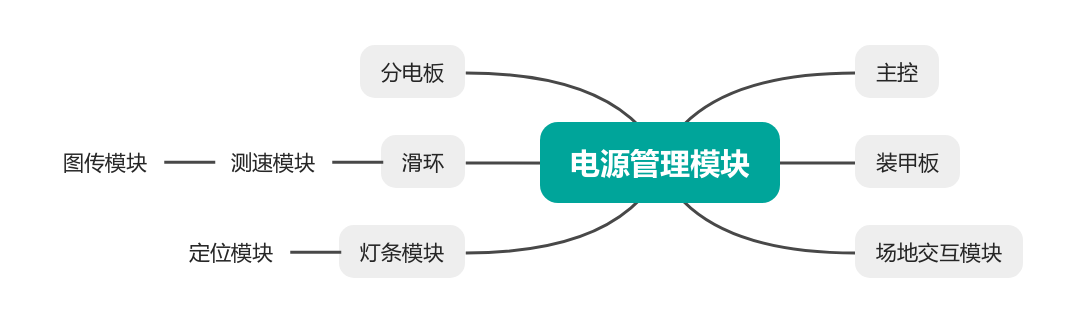 分电板
主控
电源管理模块
图传模块
测速模块
滑环
装甲板
定位模块
灯条模块
场地交互模块